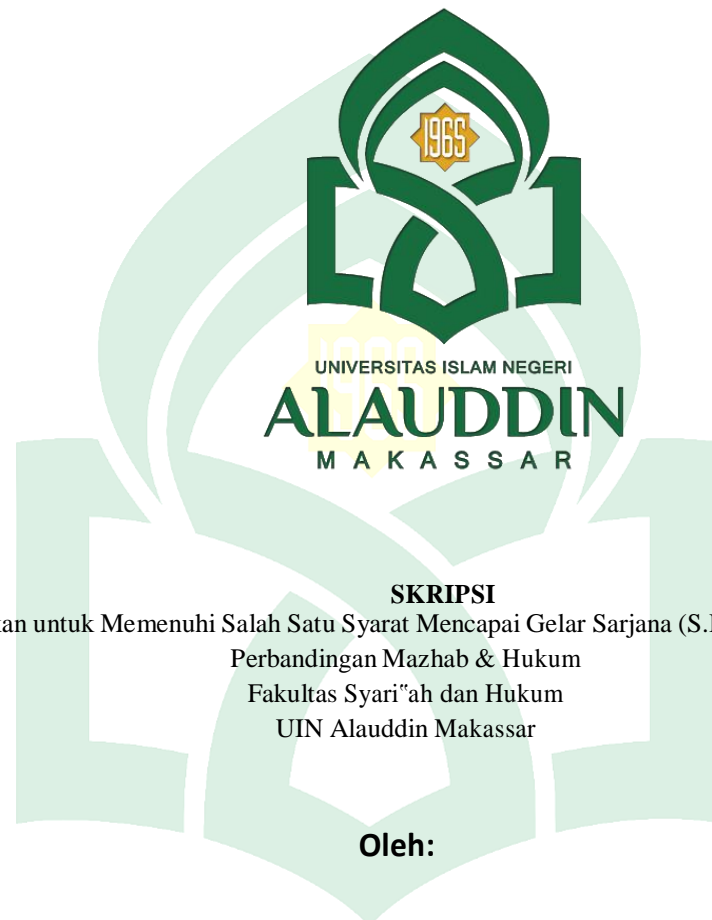 1965
UNIVERSITAS ISLAM NEGERI
ALAUDDIN
MAKASSAR
SKRIPSI
untuk Memenuhi Salah Satu Syarat Mencapai Gelar Sarjana
Perbandingan Mazhab & Hukum
Fakultas Syari‟ah dan Hukum
UIN Alauddin Makassar
Oleh: